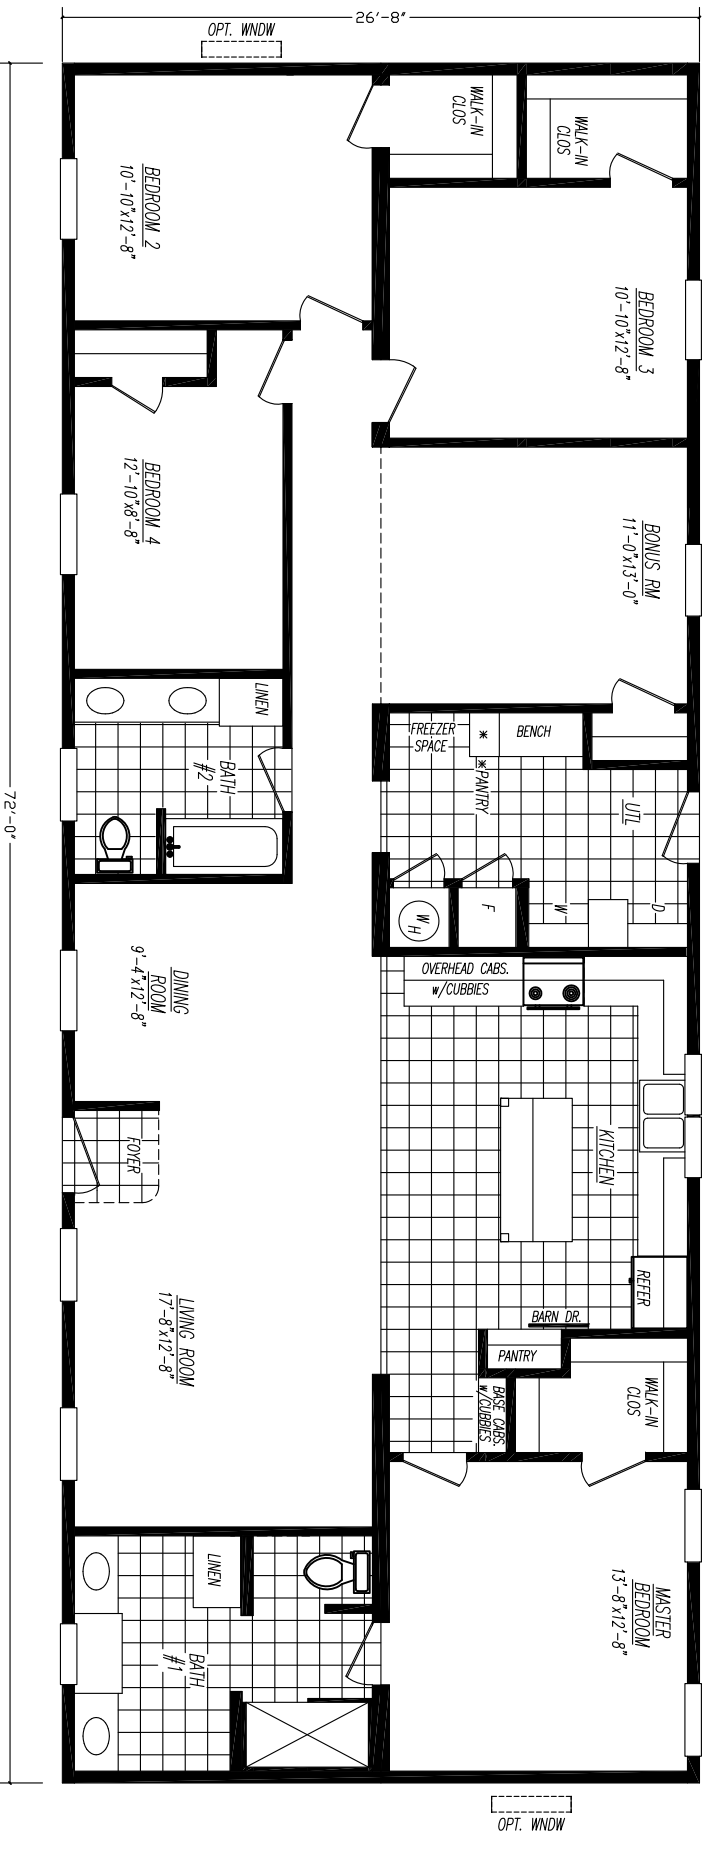 26'-8"
OPT. WNDW
WALK-IN
CLOS
WALK-IN
CLOS
BEDROOM 2
10'-10"x12'-8"
BEDROOM 3
10'-10"x12'-8"
BEDROOM 4
12'-10"x8'-8"
BONUS RM
11'-0"x13'-0"
LINEN
BATH
#2
FREEZER
SPACE
*
BENCH
*PANTRY
UTL
72'-0"
W H
F
W
D
DINING
ROOM
9'-4"x12'-8"
OVERHEAD CABS.
w/CUBBIES
FOYER
KITCHEN
REFER
LIVING ROOM
17'-8"x12'-8"
BARN DR.
PANTRY
BASE CABS.
w/CUBBIES
WALK-IN
CLOS
LINEN
BATH
#1
MASTER
BEDROOM
13'-8"x12'-8"
OPT. WNDW